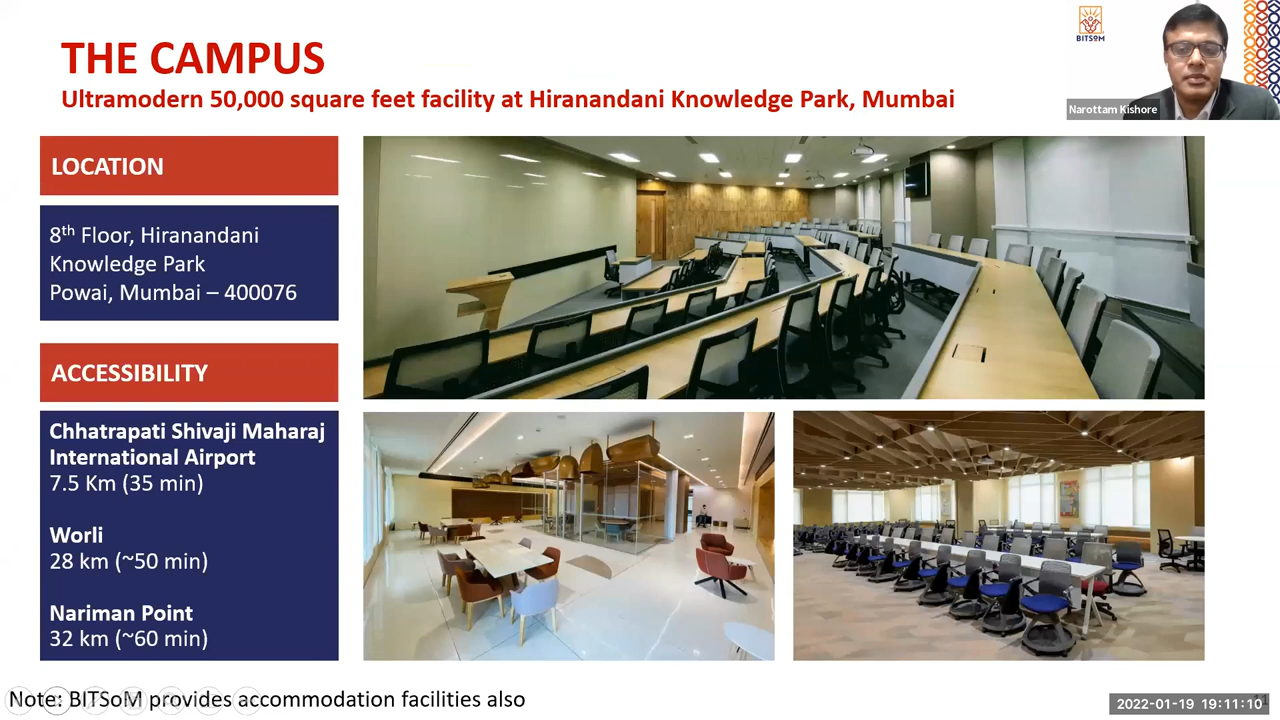 THE CAMPUS
Ultramodern 50,000 square feet facility at Hiranandani Knowledge Park, Mumbai
BITSoM
Narottam Kishore
LOCATION
8th Floor, Hiranandani
Knowledge Park
Powai, Mumbai – 400076
ACCESSIBILITY
Chhatrapati Shivaji Maharaj
International Airport
7.5 Km (35 min)
Worli
28 km (~50 min)
Nariman Point
32 km (~60 min)
Note: BITSoM provides accommodation facilities also
2022-01-19 19:11:10